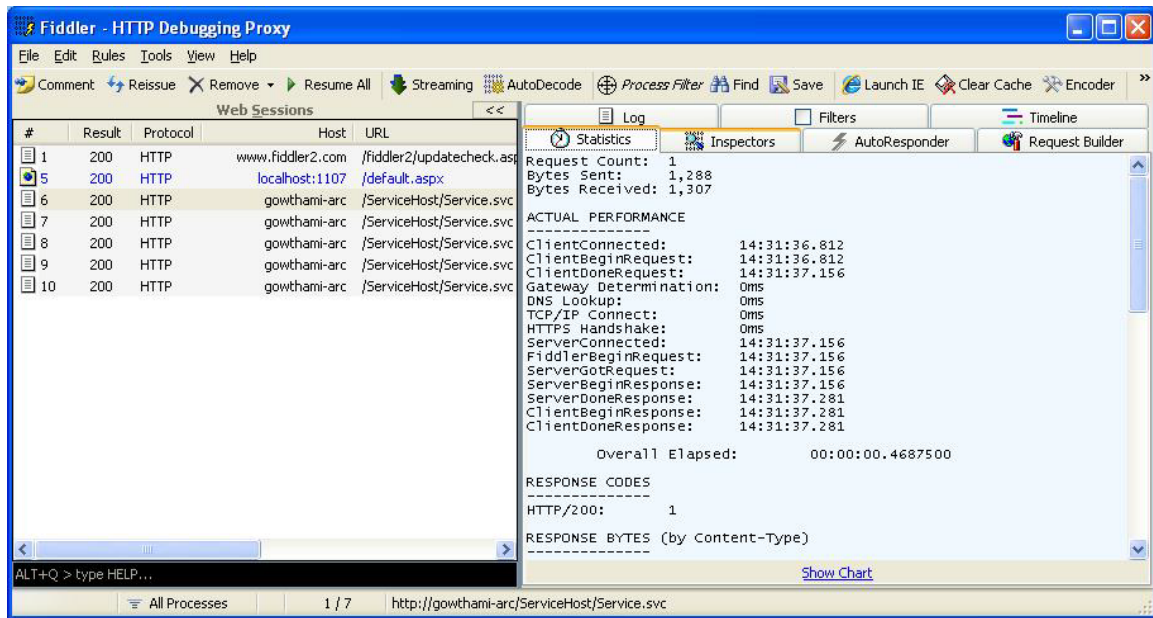 Fiddler - HTTP Debugging Proxy
File Edit Rules Tools View Help
Comment Reissue Remove Resume All Streaming AutoDecode Process Filter Find Save Launch IE Clear Cache Encoder »
Web Sessions <<
# Result Protocol Host URL
1 200 HTTP www.fiddler2.com /fiddler2/updatecheck.asp
5 200 HTTP localhost:1107 /default.aspx
6 200 HTTP gowthami-arc /ServiceHost/Service.svc
7 200 HTTP gowthami-arc /ServiceHost/Service.svc
8 200 HTTP gowthami-arc /ServiceHost/Service.svc
9 200 HTTP gowthami-arc /ServiceHost/Service.svc
10 200 HTTP gowthami-arc /ServiceHost/Service.svc
ALT+Q > type HELP...
Log Filters Timeline
Statistics Inspectors AutoResponder Request Builder
Request Count: 1
Bytes Sent: 1,288
Bytes Received: 1,307
ACTUAL PERFORMANCE
--------------
ClientConnected: 14:31:36.812
ClientBeginRequest: 14:31:36.812
ClientDoneRequest: 14:31:37.156
Gateway Determination: 0ms
DNS Lookup: 0ms
TCP/IP Connect: 0ms
HTTPS Handshake: 0ms
ServerConnected: 14:31:37.156
FiddlerBeginRequest: 14:31:37.156
ServerGotRequest: 14:31:37.156
ServerBeginResponse: 14:31:37.156
ServerDoneResponse: 14:31:37.281
ClientBeginResponse: 14:31:37.281
ClientDoneResponse: 14:31:37.281
Overall Elapsed: 00:00:00.4687500
RESPONSE CODES
--------------
HTTP/200: 1
RESPONSE BYTES (by Content-Type)
--------------
Show Chart
All Processes 1 / 7 http://gowthami-arc/ServiceHost/Service.svc